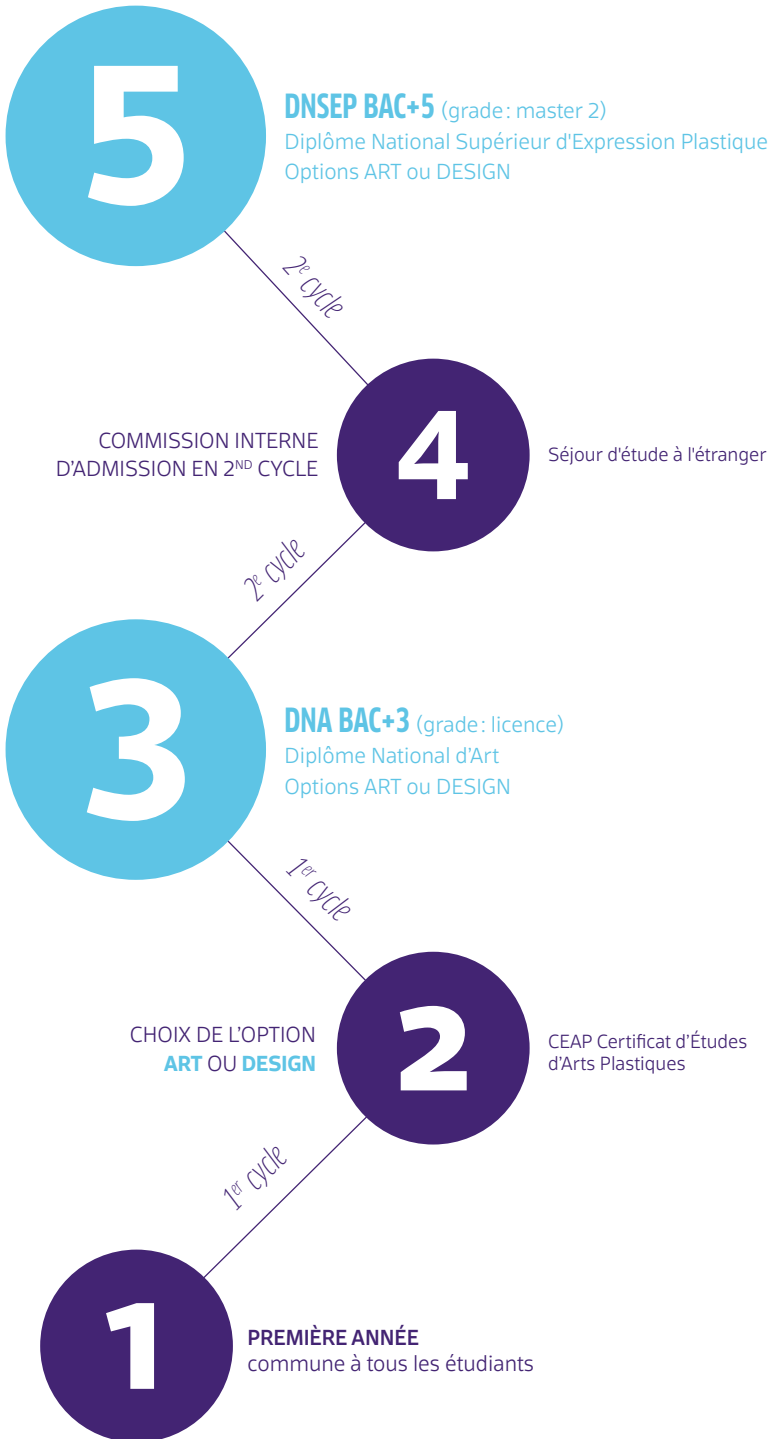 5
DNSEP BAC+5 (grade : master 2)
Diplôme National Supérieur d'Expression Plastique
Options ART ou DESIGN
2e cycle
COMMISSION INTERNE
D’ADMISSION EN 2ND CYCLE
4
Séjour d'étude à l'étranger
2e cycle
3
DNA BAC+3 (grade : licence)
Diplôme National d’Art
Options ART ou DESIGN
1er cycle
CHOIX DE L’OPTION
ART OU DESIGN
2
CEAP Certificat d’Études
d’Arts Plastiques
1er cycle
1
PREMIÈRE ANNÉE
commune à tous les étudiants